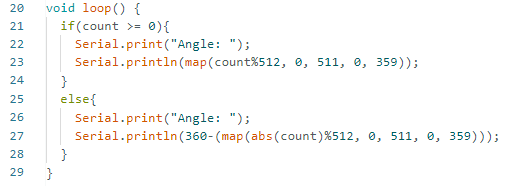 20 void loop() {
21   if(count >= 0){
22     Serial.print("Angle: ");
23     Serial.println(map(count%512, 0, 511, 0, 359));
24   }
25   else{
26     Serial.print("Angle: ");
27     Serial.println(360-(map(abs(count)%512, 0, 511, 0, 359)));
28   }
29 }